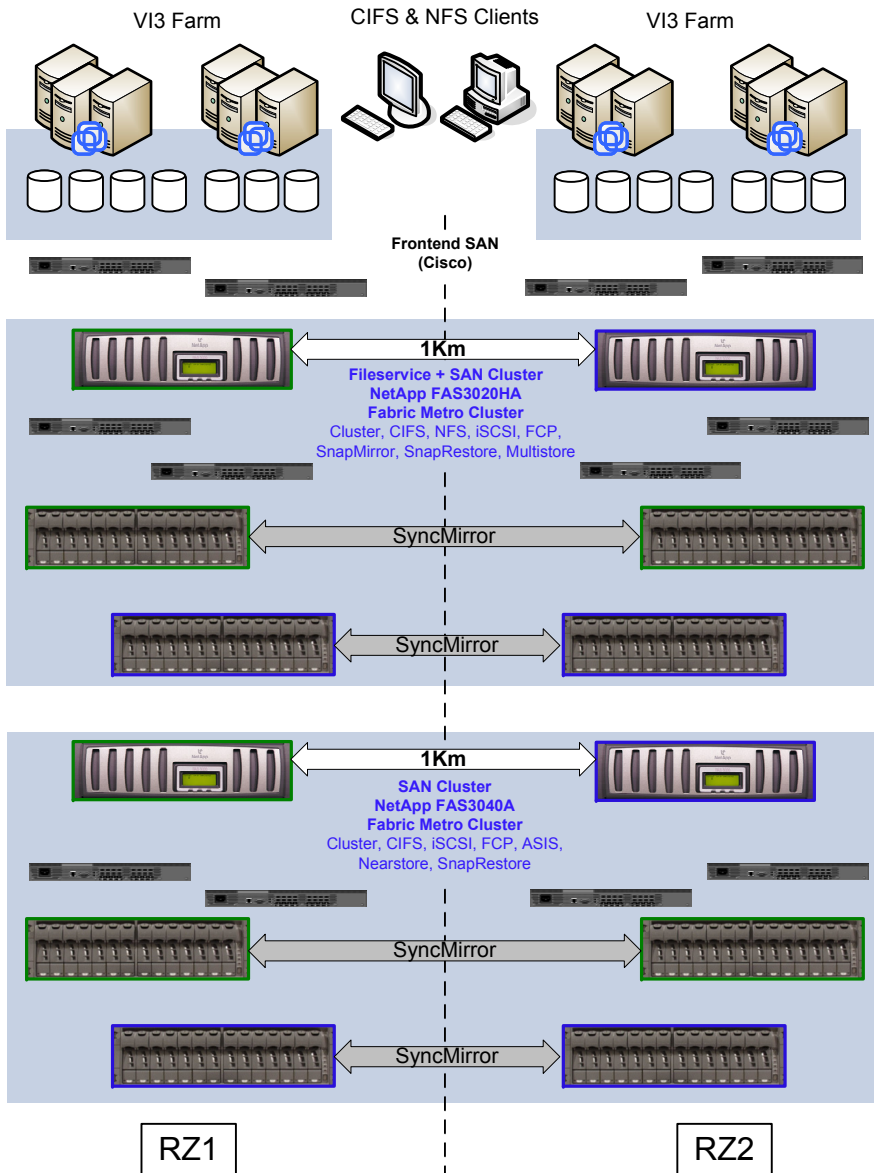 VI3 Farm
CIFS & NFS Clients
VI3 Farm
Frontend SAN
(Cisco)
1Km
Fileservice + SAN Cluster
NetApp FAS3020HA
Fabric Metro Cluster
Cluster, CIFS, NFS, iSCSI, FCP,
SnapMirror, SnapRestore, Multistore
SyncMirror
SyncMirror
1Km
SAN Cluster
NetApp FAS3040A
Fabric Metro Cluster
Cluster, CIFS, iSCSI, FCP, ASIS,
Nearstore, SnapRestore
SyncMirror
SyncMirror
RZ1
RZ2